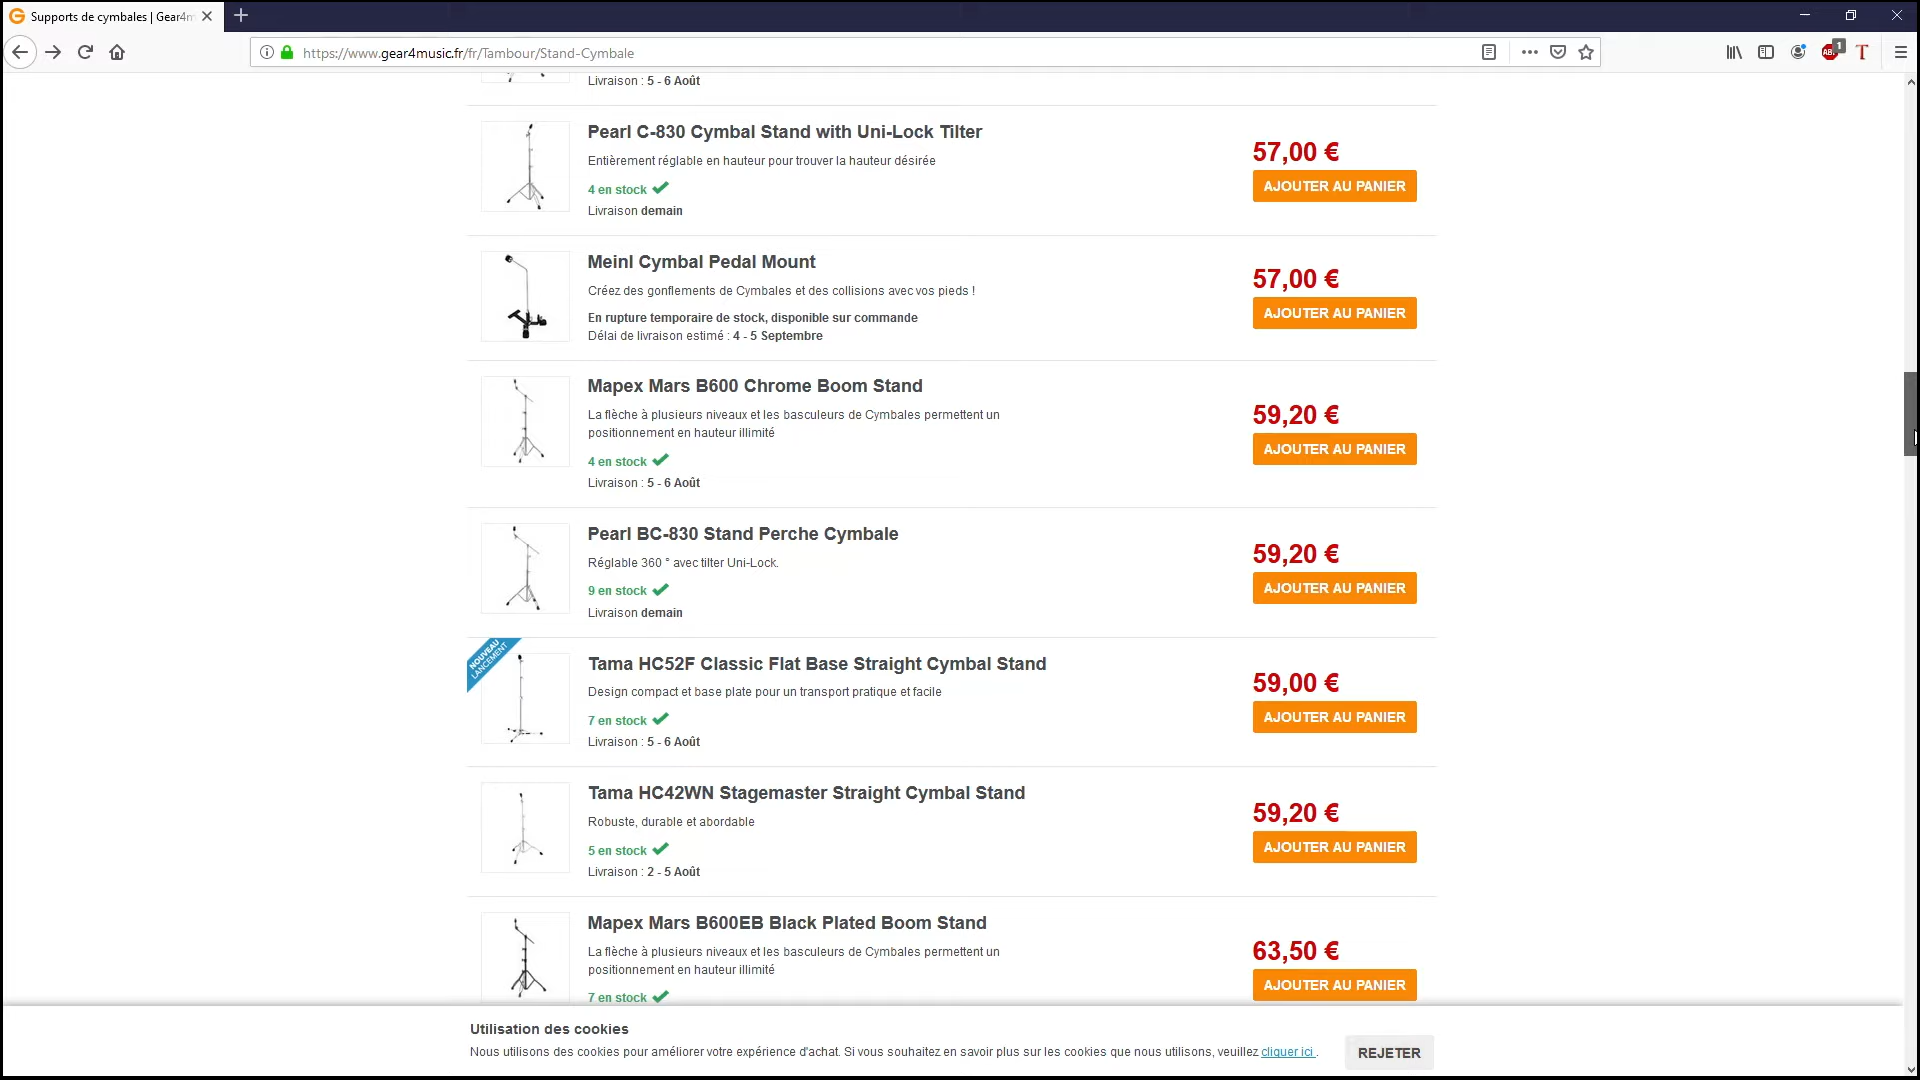 Supports de cymbales | Gear4m
https://www.gear4music.fr/fr/Tambour/Stand-Cymbale
1
Livraison : 5 - 6 Août
Pearl C-830 Cymbal Stand with Uni-Lock Tilter
Entièrement réglable en hauteur pour trouver la hauteur désirée
4 en stock
Livraison demain
57,00 €
AJOUTER AU PANIER
Meinl Cymbal Pedal Mount
Créez des gonflements de Cymbales et des collisions avec vos pieds !
En rupture temporaire de stock, disponible sur commande
Délai de livraison estimé : 4 - 5 Septembre
57,00 €
AJOUTER AU PANIER
Mapex Mars B600 Chrome Boom Stand
La flèche à plusieurs niveaux et les basculeurs de Cymbales permettent un
positionnement en hauteur illimité
4 en stock
Livraison : 5 - 6 Août
59,20 €
AJOUTER AU PANIER
Pearl BC-830 Stand Perche Cymbale
Réglable 360 ° avec tilter Uni-Lock.
9 en stock
Livraison demain
59,20 €
AJOUTER AU PANIER
NOUVEAU
LANCEMENT
Tama HC52F Classic Flat Base Straight Cymbal Stand
Design compact et base plate pour un transport pratique et facile
7 en stock
Livraison : 5 - 6 Août
59,00 €
AJOUTER AU PANIER
Tama HC42WN Stagemaster Straight Cymbal Stand
Robuste, durable et abordable
5 en stock
Livraison : 2 - 5 Août
59,20 €
AJOUTER AU PANIER
Mapex Mars B600EB Black Plated Boom Stand
La flèche à plusieurs niveaux et les basculeurs de Cymbales permettent un
positionnement en hauteur illimité
7 en stock
63,50 €
AJOUTER AU PANIER
Utilisation des cookies
Nous utilisons des cookies pour améliorer votre expérience d'achat. Si vous souhaitez en savoir plus sur les cookies que nous utilisons, veuillez cliquer ici .
REJETER